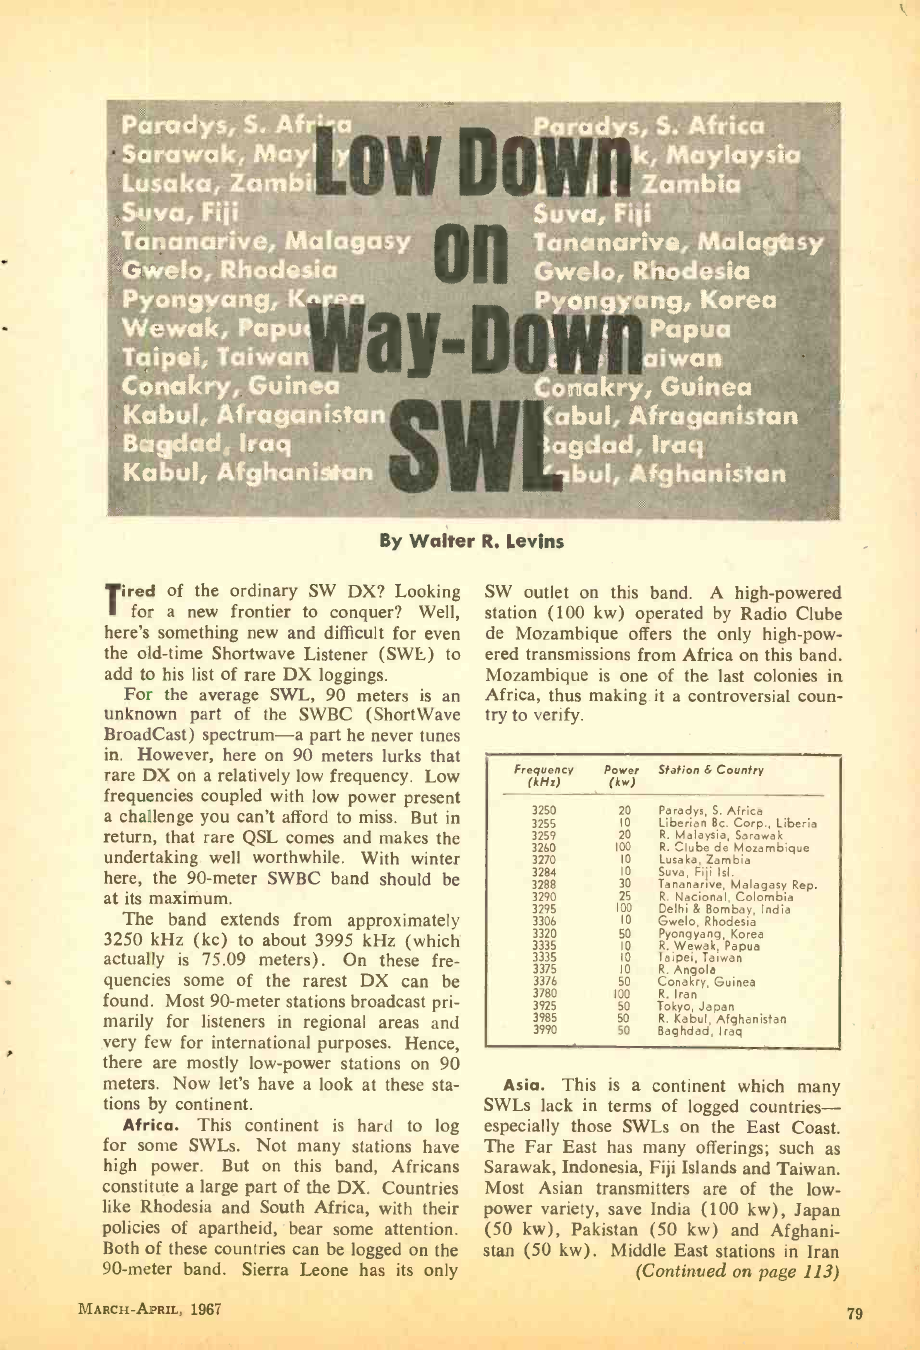 Paradys, S. Africa
Sarawak, Mayl y
Lusaka, Zambi
Suva, Fiji
Tananarive, Malagasy
Gwelo, Rhodesia
Pyongyang, Korea
Wewak, Papu
Taipei, Taiwan
Conakry, Guinea
Kabul, Afraganistan
Bagdad, Iraq
Kabul, Afghanistan
Paradys, S. Africa
k, Maylaysia
Zambia
Suva, Fiji
Tananarive, Malagasy
Gwelo, Rhodesia
Pyongyang, Korea
Papua
aiwan
Conakry, Guinea
Kabul, Afraganistan
agdad, Iraq
abul, Afghanistan
Low Down
on
Way-Down
SWL
By Walter R. Levins
Tired of the ordinary SW DX? Looking
for a new frontier to conquer? Well,
here's something new and difficult for even
the old-time Shortwave Listener (SWL) to
add to his list of rare DX loggings.
For the average SWL, 90 meters is an
unknown part of the SWBC (ShortWave
BroadCast) spectrum—a part he never tunes
in. However, here on 90 meters lurks that
rare DX on a relatively low frequency. Low
frequencies coupled with low power present
a challenge you can't afford to miss. But in
return, that rare QSL comes and makes the
undertaking well worthwhile. With winter
here, the 90-meter SWBC band should be
at its maximum.
The band extends from approximately
3250 kHz (kc) to about 3995 kHz (which
actually is 75.09 meters). On these fre-
quencies some of the rarest DX can be
found. Most 90-meter stations broadcast pri-
marily for listeners in regional areas and
very few for international purposes. Hence,
there are mostly low-power stations on 90
meters. Now let's have a look at these sta-
tions by continent.
Africa. This continent is hard to log
for some SWLs. Not many stations have
high power. But on this band, Africans
constitute a large part of the DX. Countries
like Rhodesia and South Africa, with their
policies of apartheid, bear some attention.
Both of these countries can be logged on the
90-meter band. Sierra Leone has its only
SW outlet on this band. A high-powered
station (100 kw) operated by Radio Clube
de Mozambique offers the only high-pow-
ered transmissions from Africa on this band.
Mozambique is one of the last colonies in
Africa, thus making it a controversial coun-
try to verify.
Frequency Power Station & Country
(kHz) (kw)
3250 20 Paradys, S. Africa
3255 10 Liberian Bc. Corp., Liberia
3259 20 R. Malaysia, Sarawak
3260 100 R. Clube de Mozambique
3270 10 Lusaka, Zambia
3284 10 Suva, Fiji Isl.
3288 30 Tananarive, Malagasy Rep.
3290 25 R. Nacional, Colombia
3295 100 Delhi & Bombay, India
3306 10 Gwelo, Rhodesia
3320 50 Pyongyang, Korea
3335 10 R. Wewak, Papua
3335 10 Taipei, Taiwan
3375 10 R. Angola
3376 50 Conakry, Guinea
3780 100 R. Iran
3925 50 Tokyo, Japan
3985 50 R. Kabul, Afghanistan
3990 50 Baghdad, Iraq
Asia. This is a continent which many
SWLs lack in terms of logged countries—
especially those SWLs on the East Coast.
The Far East has many offerings; such as
Sarawak, Indonesia, Fiji Islands and Taiwan.
Most Asian transmitters are of the low-
power variety, save India (100 kw), Japan
(50 kw), Pakistan (50 kw) and Afghani-
stan (50 kw). Middle East stations in Iran
(Continued on page 113)
MARCH-APRIL, 1967
79